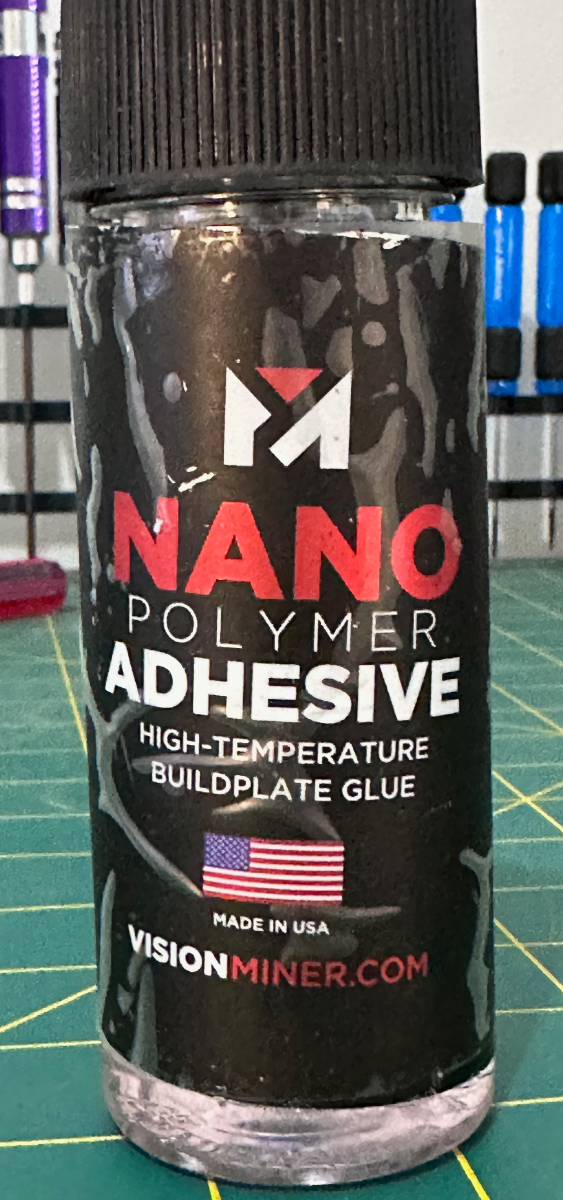 NANO
POLYMER
ADHESIVE
HIGH-TEMPERATURE
BUILDPLATE GLUE
MADE IN USA
VISIONMINER.COM